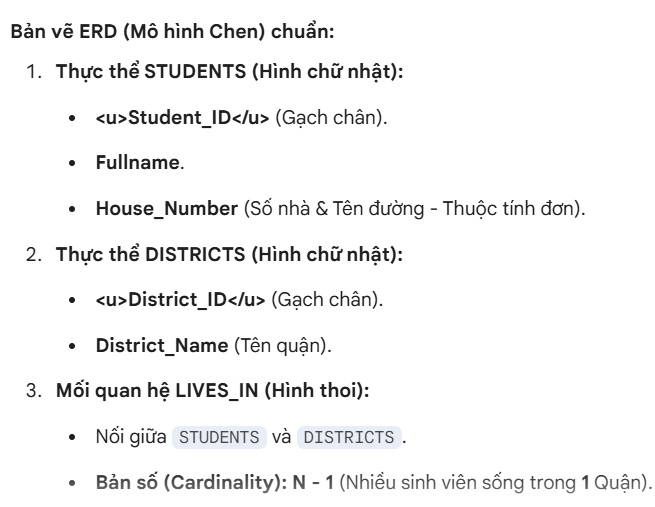 Bản vẽ ERD (Mô hình Chen) chuẩn:
1. Thực thể STUDENTS (Hình chữ nhật):
• <u>Student_ID</u> (Gạch chân).
• Fullname.
• House_Number (Số nhà & Tên đường - Thuộc tính đơn).
2. Thực thể DISTRICTS (Hình chữ nhật):
• <u>District_ID</u> (Gạch chân).
• District_Name (Tên quận).
3. Mối quan hệ LIVES_IN (Hình thoi):
• Nối giữa STUDENTS và DISTRICTS.
• Bản số (Cardinality): N - 1 (Nhiều sinh viên sống trong 1 Quận).